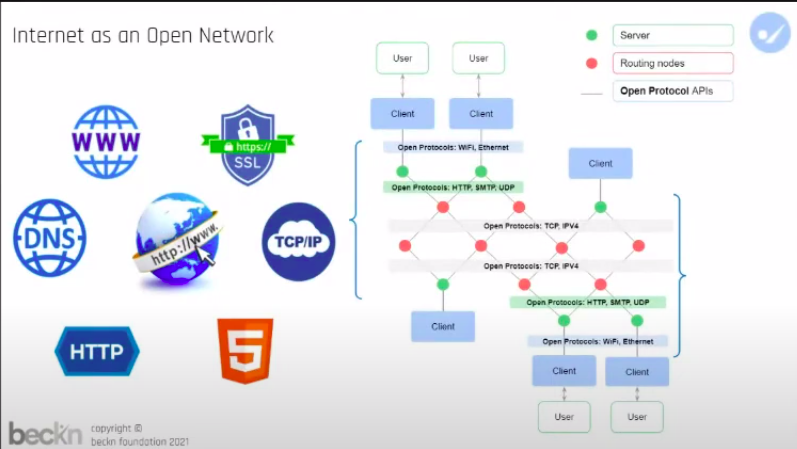 Internet as an Open Network
WWW
https://
SSL
DNS
http://www.
TCP/IP
HTTP
5
User
User
Client
Client
Open Protocols: WiFi, Ethernet
Open Protocols: HTTP, SMTP, UDP
Client
Open Protocols: TCP, IPV4
Open Protocols: TCP, IPV4
Open Protocols: HTTP, SMTP, UDP
Client
Open Protocols: WiFi, Ethernet
Client
Client
User
User
Server
Routing nodes
Open Protocol APIs
beckn
copyright ©
beckn foundation 2021